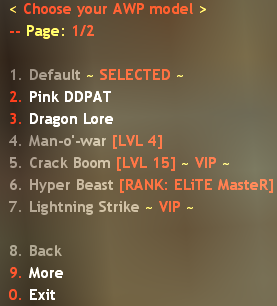 < Choose your AWP model >
-- Page: 1/2
1. Default ~ SELECTED ~
2. Pink DDPAT
3. Dragon Lore
4. Man-o'-war [LVL 4]
5. Crack Boom [LVL 15] ~ VIP ~
6. Hyper Beast [RANK: ELiTE MasteR]
7. Lightning Strike ~ VIP ~
8. Back
9. More
0. Exit